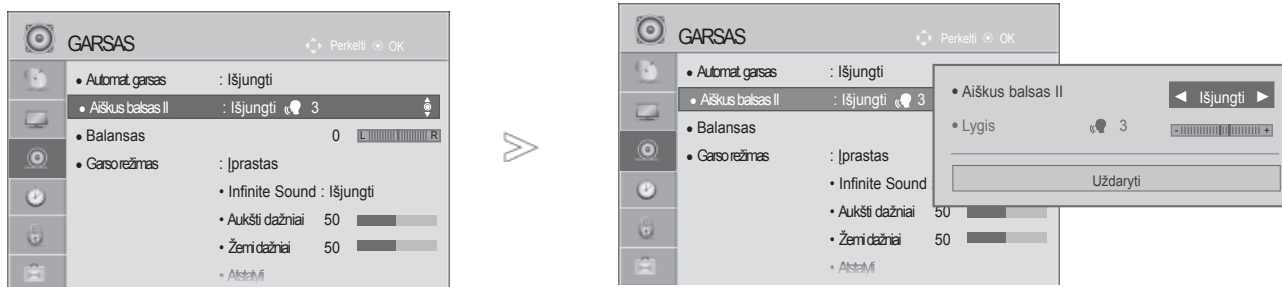 GARSAS
Perkelti OK
• Automat. garsas : Išjungti
• Aiškus balsas II : Išjungti 3
• Balansas 0 L R
• Garso režimas : Įprastas
• Infinite Sound : Išjungti
• Aukšti dažniai 50
• Žemi dažniai 50
• Atstatyti
GARSAS
Perkelti OK
• Automat. garsas : Išjungti
• Aiškus balsas II : Išjungti 3
• Balansas
• Garso režimas : Įprastas
• Infinite Sound :
• Aukšti dažniai 50
• Žemi dažniai 50
• Atstatyti
• Aiškus balsas II ◄ Išjungti ►
• Lygis 3 - +
Uždaryti